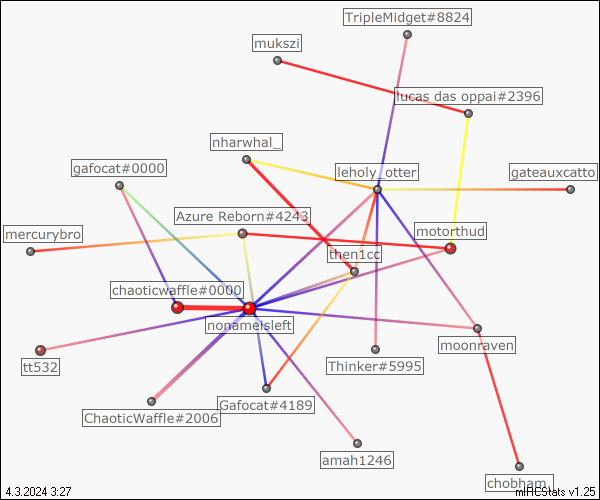 TripleMidget#8824
mukszi
lucas das oppai#2396
nharwhal_
gafocat#0000
leholy_otter
gateauxcatto
Azure Reborn#4243
mercurybro
motorthud
then1cc
chaoticwaffle#0000
nonameisleft
moonraven
tt532
Thinker#5995
Gafocat#4189
ChaoticWaffle#2006
amah1246
chobham_
4.3.2024 3:27
mIRCStats v1.25